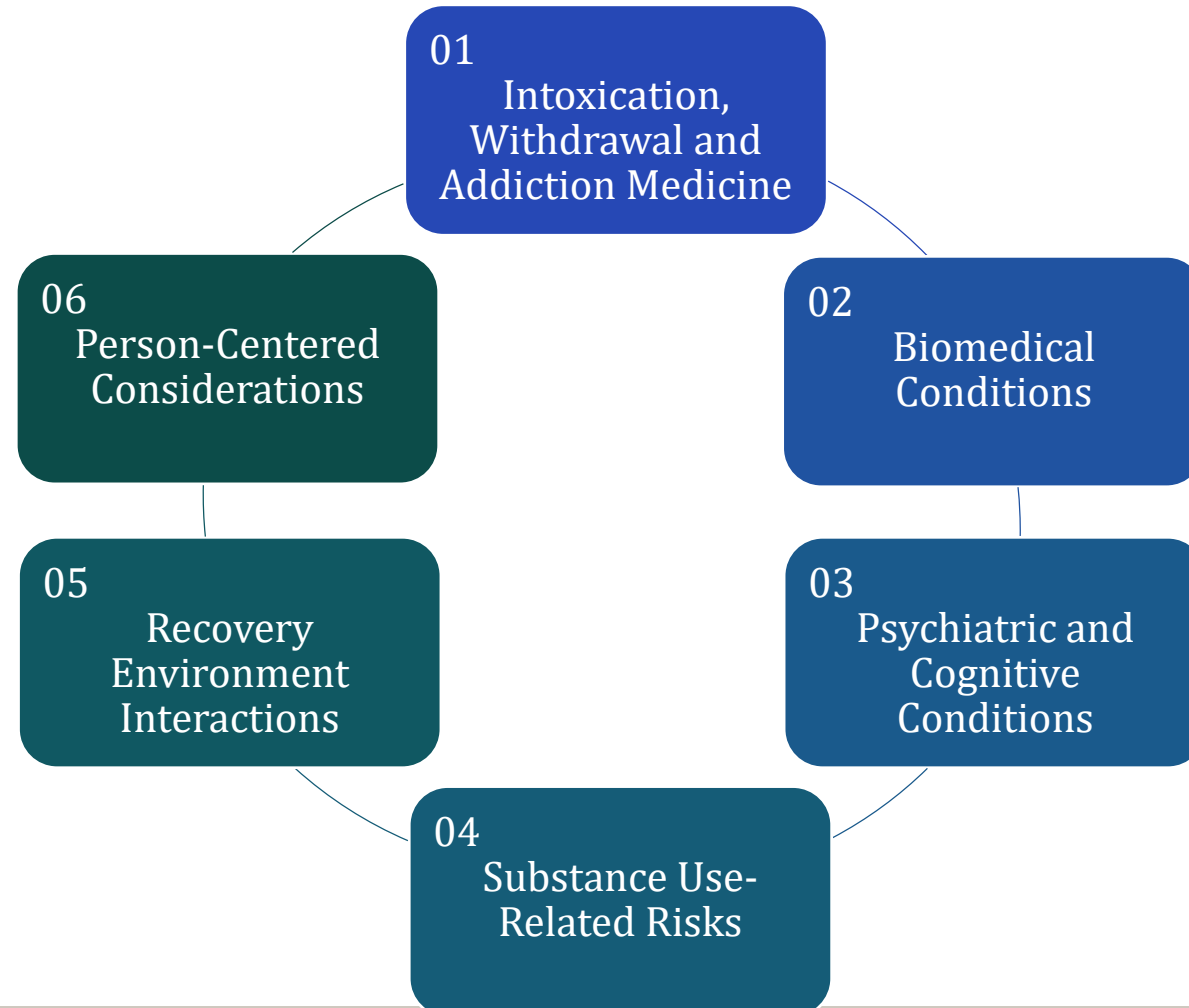 01
Intoxication,
Withdrawal and
Addiction Medicine
02
Biomedical
Conditions
03
Psychiatric and
Cognitive
Conditions
04
Substance Use-
Related Risks
05
Recovery
Environment
Interactions
06
Person-Centered
Considerations